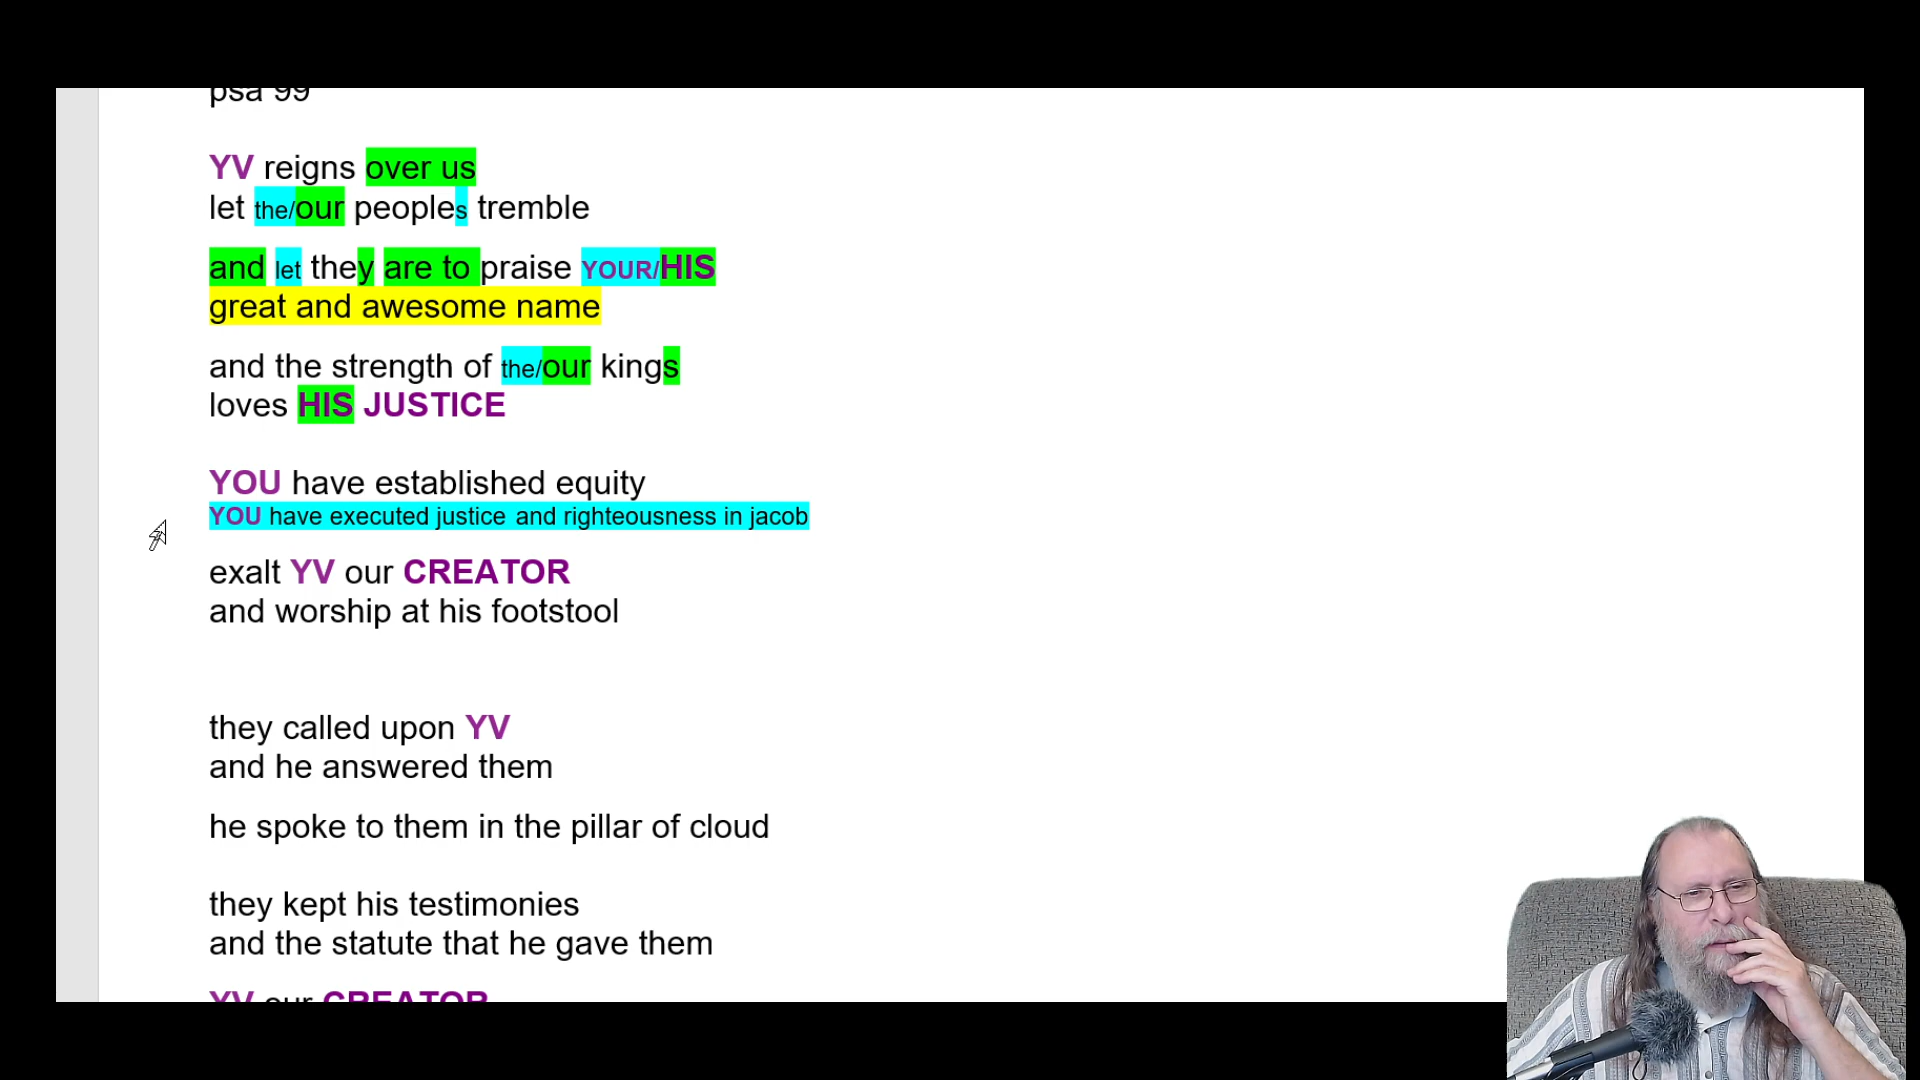 psa 99
YV reigns over us
let the/our peoples tremble
and let they are to praise YOUR/HIS
great and awesome name
and the strength of the/our kings
loves HIS JUSTICE
YOU have established equity
YOU have executed justice and righteousness in jacob
exalt YV our CREATOR
and worship at his footstool
they called upon YV
and he answered them
he spoke to them in the pillar of cloud
they kept his testimonies
and the statute that he gave them
YV our CREATOR